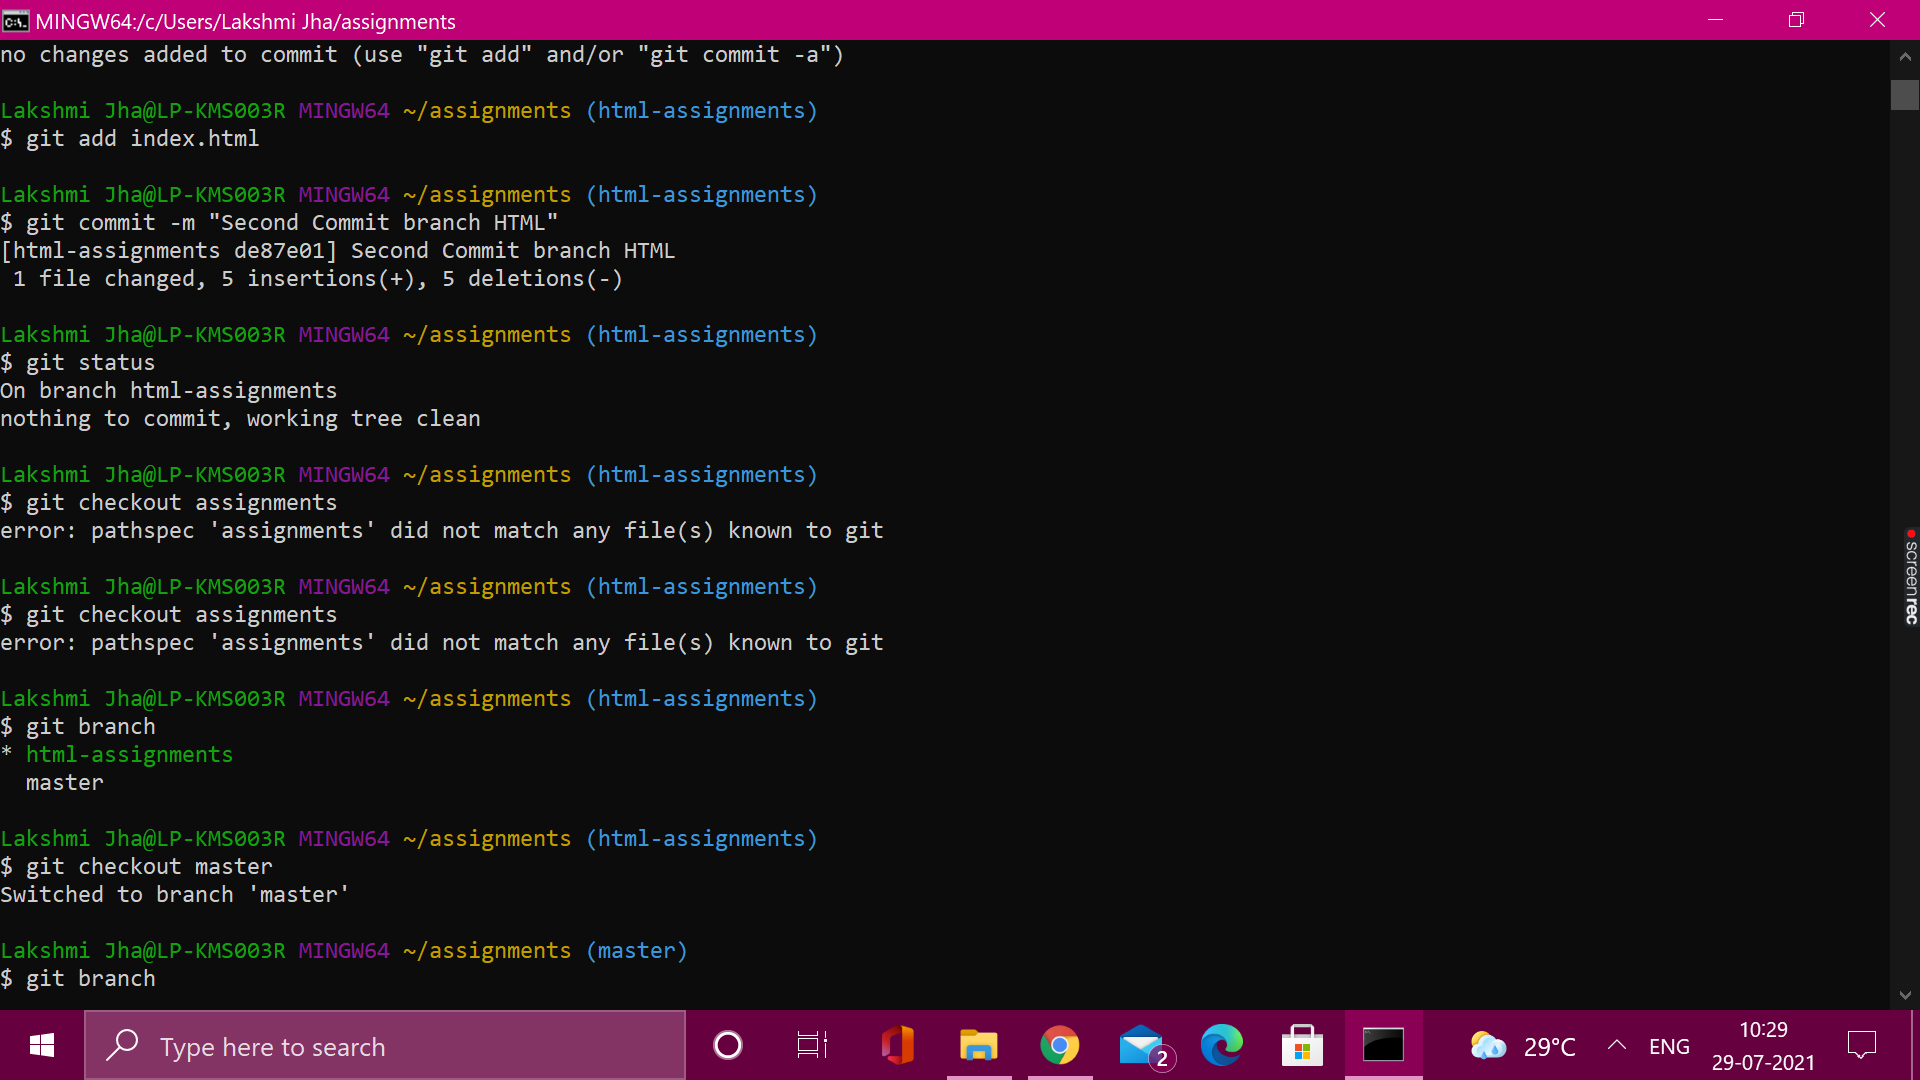 MINGW64:/c/Users/Lakshmi Jha/assignments
no changes added to commit (use "git add" and/or "git commit -a")
Lakshmi Jha@LP-KMS003R MINGW64 ~/assignments (html-assignments)
$ git add index.html
Lakshmi Jha@LP-KMS003R MINGW64 ~/assignments (html-assignments)
$ git commit -m "Second Commit branch HTML"
[html-assignments de87e01] Second Commit branch HTML
1 file changed, 5 insertions(+), 5 deletions(-)
Lakshmi Jha@LP-KMS003R MINGW64 ~/assignments (html-assignments)
$ git status
On branch html-assignments
nothing to commit, working tree clean
Lakshmi Jha@LP-KMS003R MINGW64 ~/assignments (html-assignments)
$ git checkout assignments
error: pathspec 'assignments' did not match any file(s) known to git
Lakshmi Jha@LP-KMS003R MINGW64 ~/assignments (html-assignments)
$ git checkout assignments
error: pathspec 'assignments' did not match any file(s) known to git
Lakshmi Jha@LP-KMS003R MINGW64 ~/assignments (html-assignments)
$ git branch
* html-assignments
master
Lakshmi Jha@LP-KMS003R MINGW64 ~/assignments (html-assignments)
$ git checkout master
Switched to branch 'master'
Lakshmi Jha@LP-KMS003R MINGW64 ~/assignments (master)
$ git branch
screenrec
Type here to search
2
29°C
ENG
10:29
29-07-2021